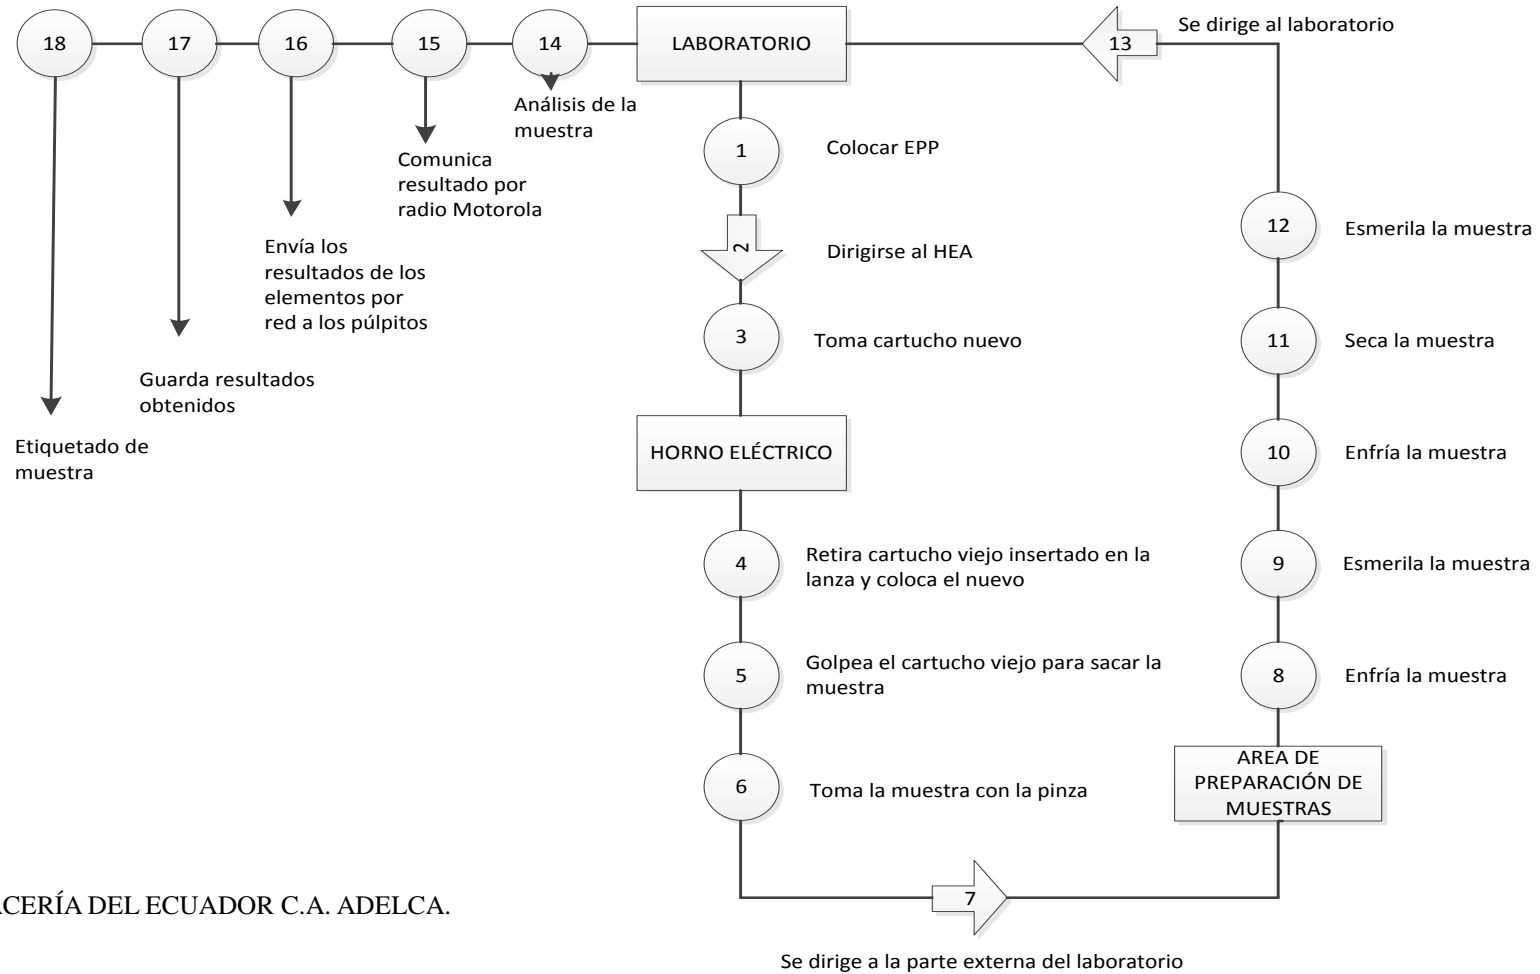 18
17
16
15
14
LABORATORIO
13
Se dirige al laboratorio
Análisis de la
muestra
Comunica
resultado por
radio Motorola
Envía los
resultados de los
elementos por
red a los púlpitos
Guarda resultados
obtenidos
Etiquetado de
muestra
1
Colocar EPP
2
Dirigirse al HEA
3
Toma cartucho nuevo
HORNO ELÉCTRICO
4
Retira cartucho viejo insertado en la
lanza y coloca el nuevo
5
Golpea el cartucho viejo para sacar la
muestra
6
Toma la muestra con la pinza
7
Se dirige a la parte externa del laboratorio
12
Esmerila la muestra
11
Seca la muestra
10
Enfría la muestra
9
Esmerila la muestra
8
Enfría la muestra
AREA DE
PREPARACIÓN DE
MUESTRAS
ACERÍA DEL ECUADOR C.A. ADELCA.